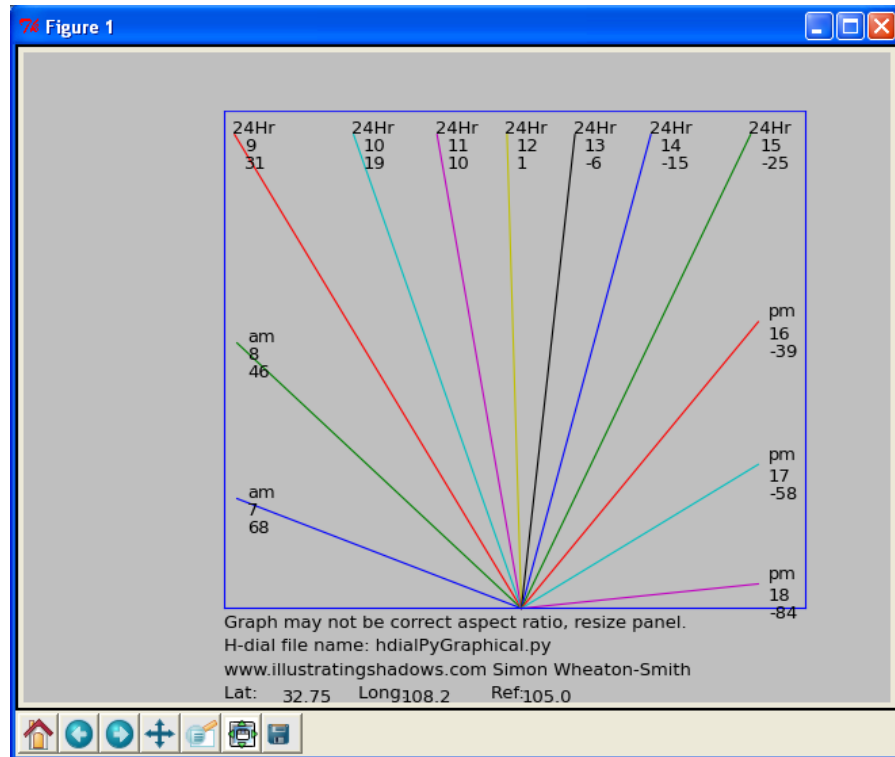 Figure 1
24Hr 24Hr 24Hr 24Hr 24Hr 24Hr 24Hr
9 10 11 12 13 14 15
31 19 10 1 -6 -15 -25
pm
16
-39
am
8
46
pm
17
-58
am
7
68
pm
18
-84
Graph may not be correct aspect ratio, resize panel.
H-dial file name: hdialPyGraphical.py
www.illustratingshadows.com Simon Wheaton-Smith
Lat: 32.75 Long: 108.2 Ref: 105.0